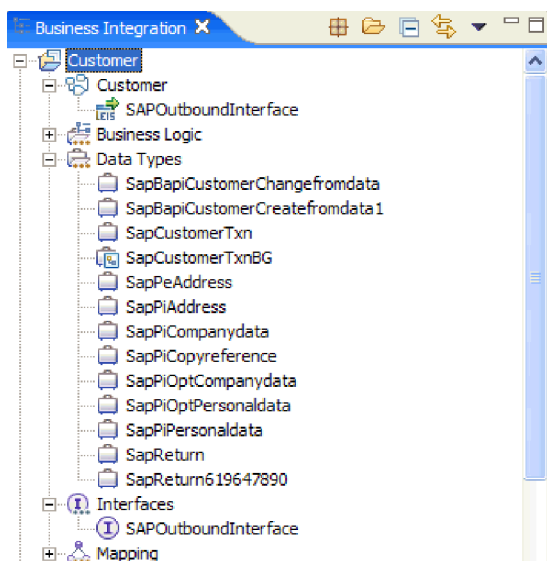 Business Integration
Customer
Customer
EIS
SAPOutboundInterface
Business Logic
Data Types
SapBapiCustomerChangefromdata
SapBapiCustomerCreatefromdata1
SapCustomerTxn
SapCustomerTxnBG
SapPeAddress
SapPiAddress
SapPiCompanydata
SapPiCopyreference
SapPiOptCompanydata
SapPiOptPersonaldata
SapPiPersonaldata
SapReturn
SapReturn619647890
Interfaces
SAPOutboundInterface
Mapping